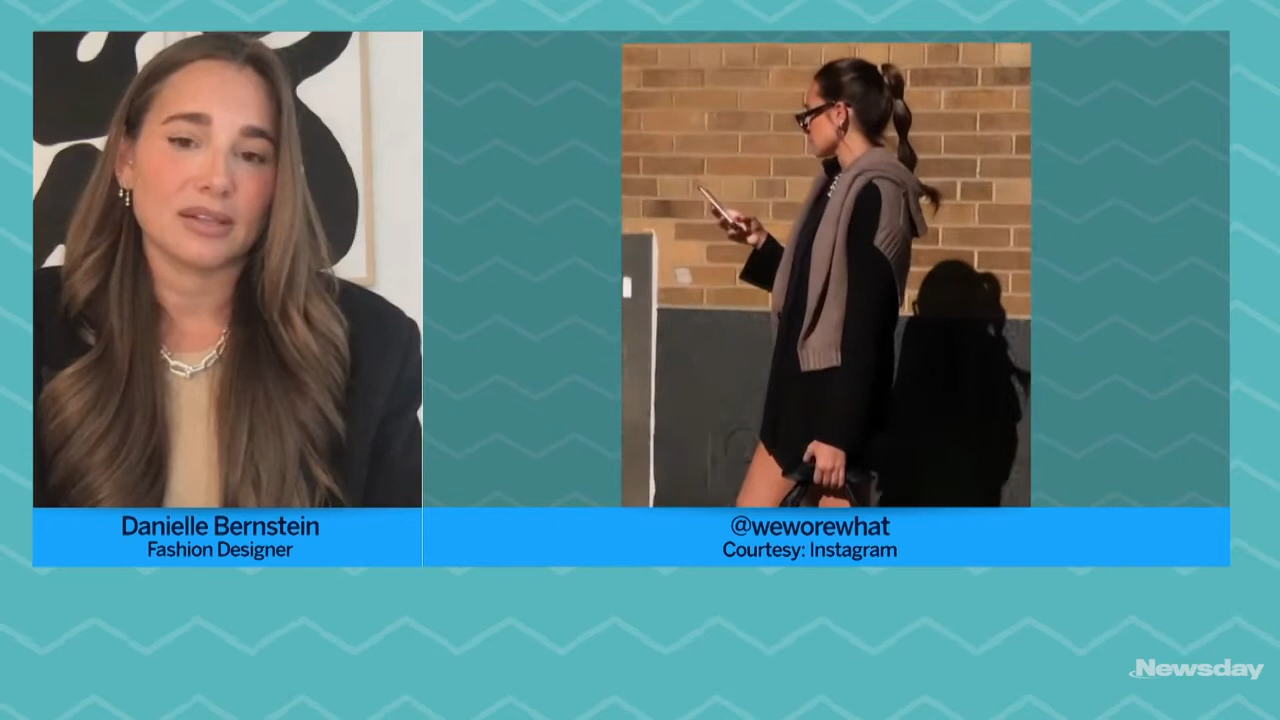 Danielle Bernstein
Fashion Designer
@weworewhat
Courtesy: Instagram
Newsday